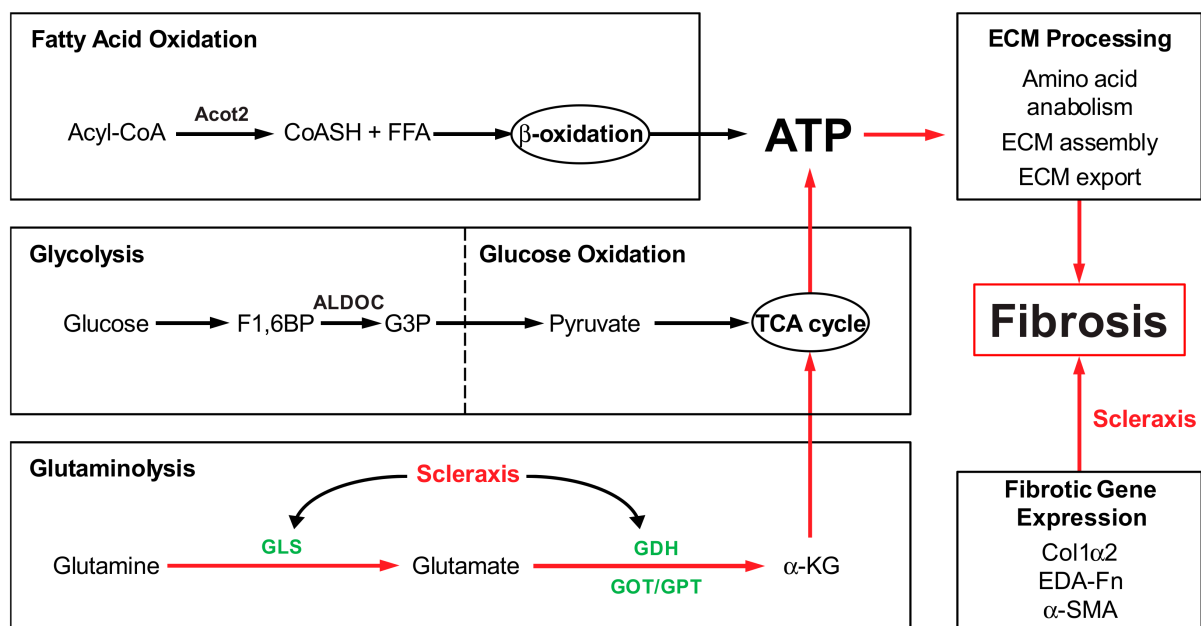 Fatty Acid Oxidation
Acyl-CoA
Acot2
CoASH + FFA
β-oxidation
ATP
ECM Processing
Amino acid
anabolism
ECM assembly
ECM export
Glycolysis
Glucose
F1,6BP
ALDOC
G3P
Glucose Oxidation
Pyruvate
TCA cycle
Fibrosis
Scleraxis
Glutaminolysis
Scleraxis
Glutamine
GLS
Glutamate
GDH
GOT/GPT
α-KG
Fibrotic Gene
Expression
Col1α2
EDA-Fn
α-SMA